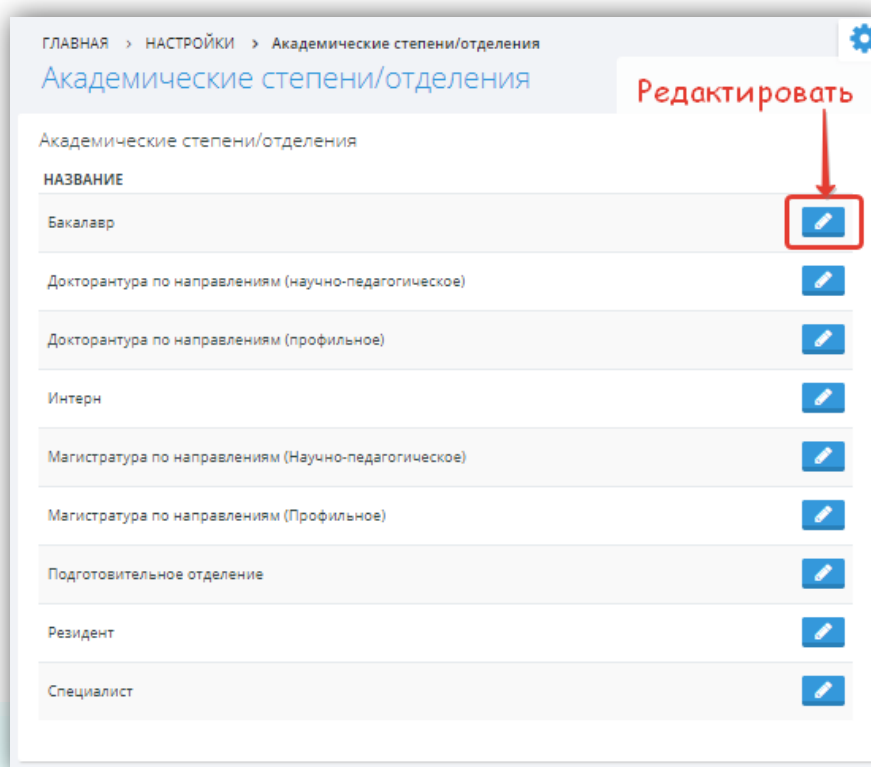 ГЛАВНАЯ > НАСТРОЙКИ > Академические степени/отделения
Академические степени/отделения
Редактировать
Академические степени/отделения
НАЗВАНИЕ
Бакалавр
Докторантура по направлениям (научно-педагогическое)
Докторантура по направлениям (профильное)
Интерн
Магистратура по направлениям (Научно-педагогическое)
Магистратура по направлениям (Профильное)
Подготовительное отделение
Резидент
Специалист